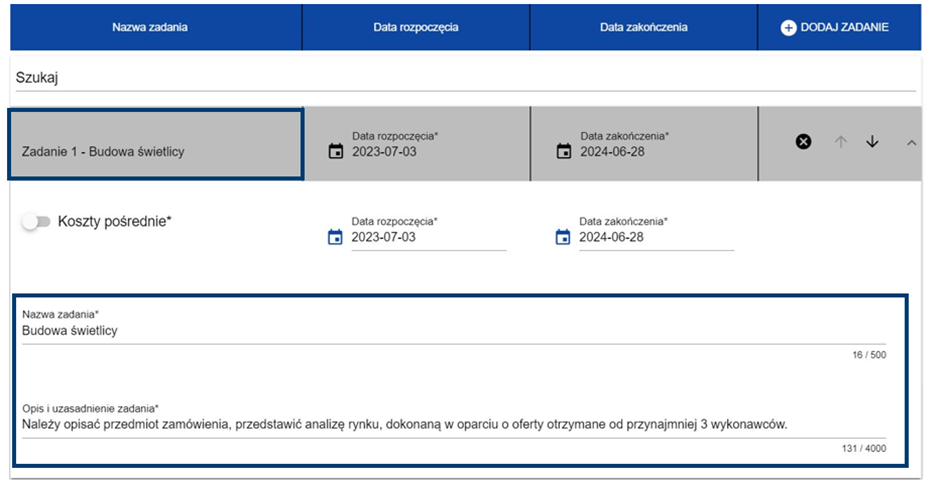 Nazwa zadania Data rozpoczęcia Data zakończenia DODAJ ZADANIE
Szukaj
Data rozpoczęcia* Data zakończenia*
Zadanie 1 - Budowa świetlicy 2023-07-03 2024-06-28
Koszty pośrednie* Data rozpoczęcia* Data zakończenia*
2023-07-03 2024-06-28
Nazwa zadania*
Budowa świetlicy
16 / 500
Opis i uzasadnienie zadania*
Należy opisać przedmiot zamówienia, przedstawić analizę rynku, dokonaną w oparciu o oferty otrzymane od przynajmniej 3 wykonawców.
131 / 4000